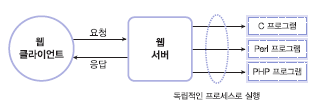 웹
클라이언트
요청
응답
웹
서버
C 프로그램
Perl 프로그램
PHP 프로그램
독립적인 프로세스로 실행